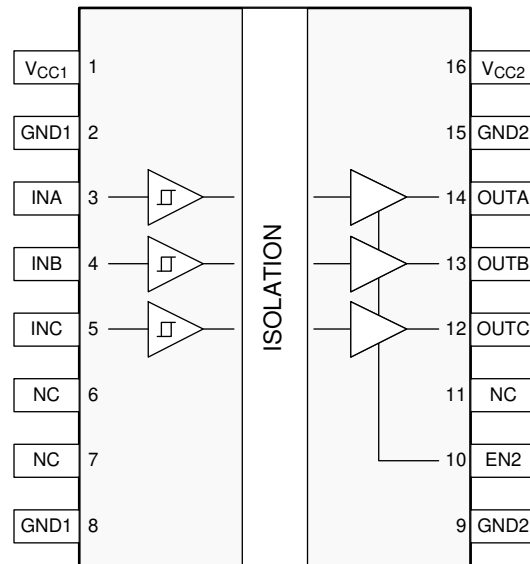 VCC1 1 16 VCC2
GND1 2 15 GND2
INA 3 14 OUTA
INB 4 13 OUTB
INC 5 12 OUTC
NC 6 11 NC
NC 7 10 EN2
GND1 8 9 GND2
ISOLATION